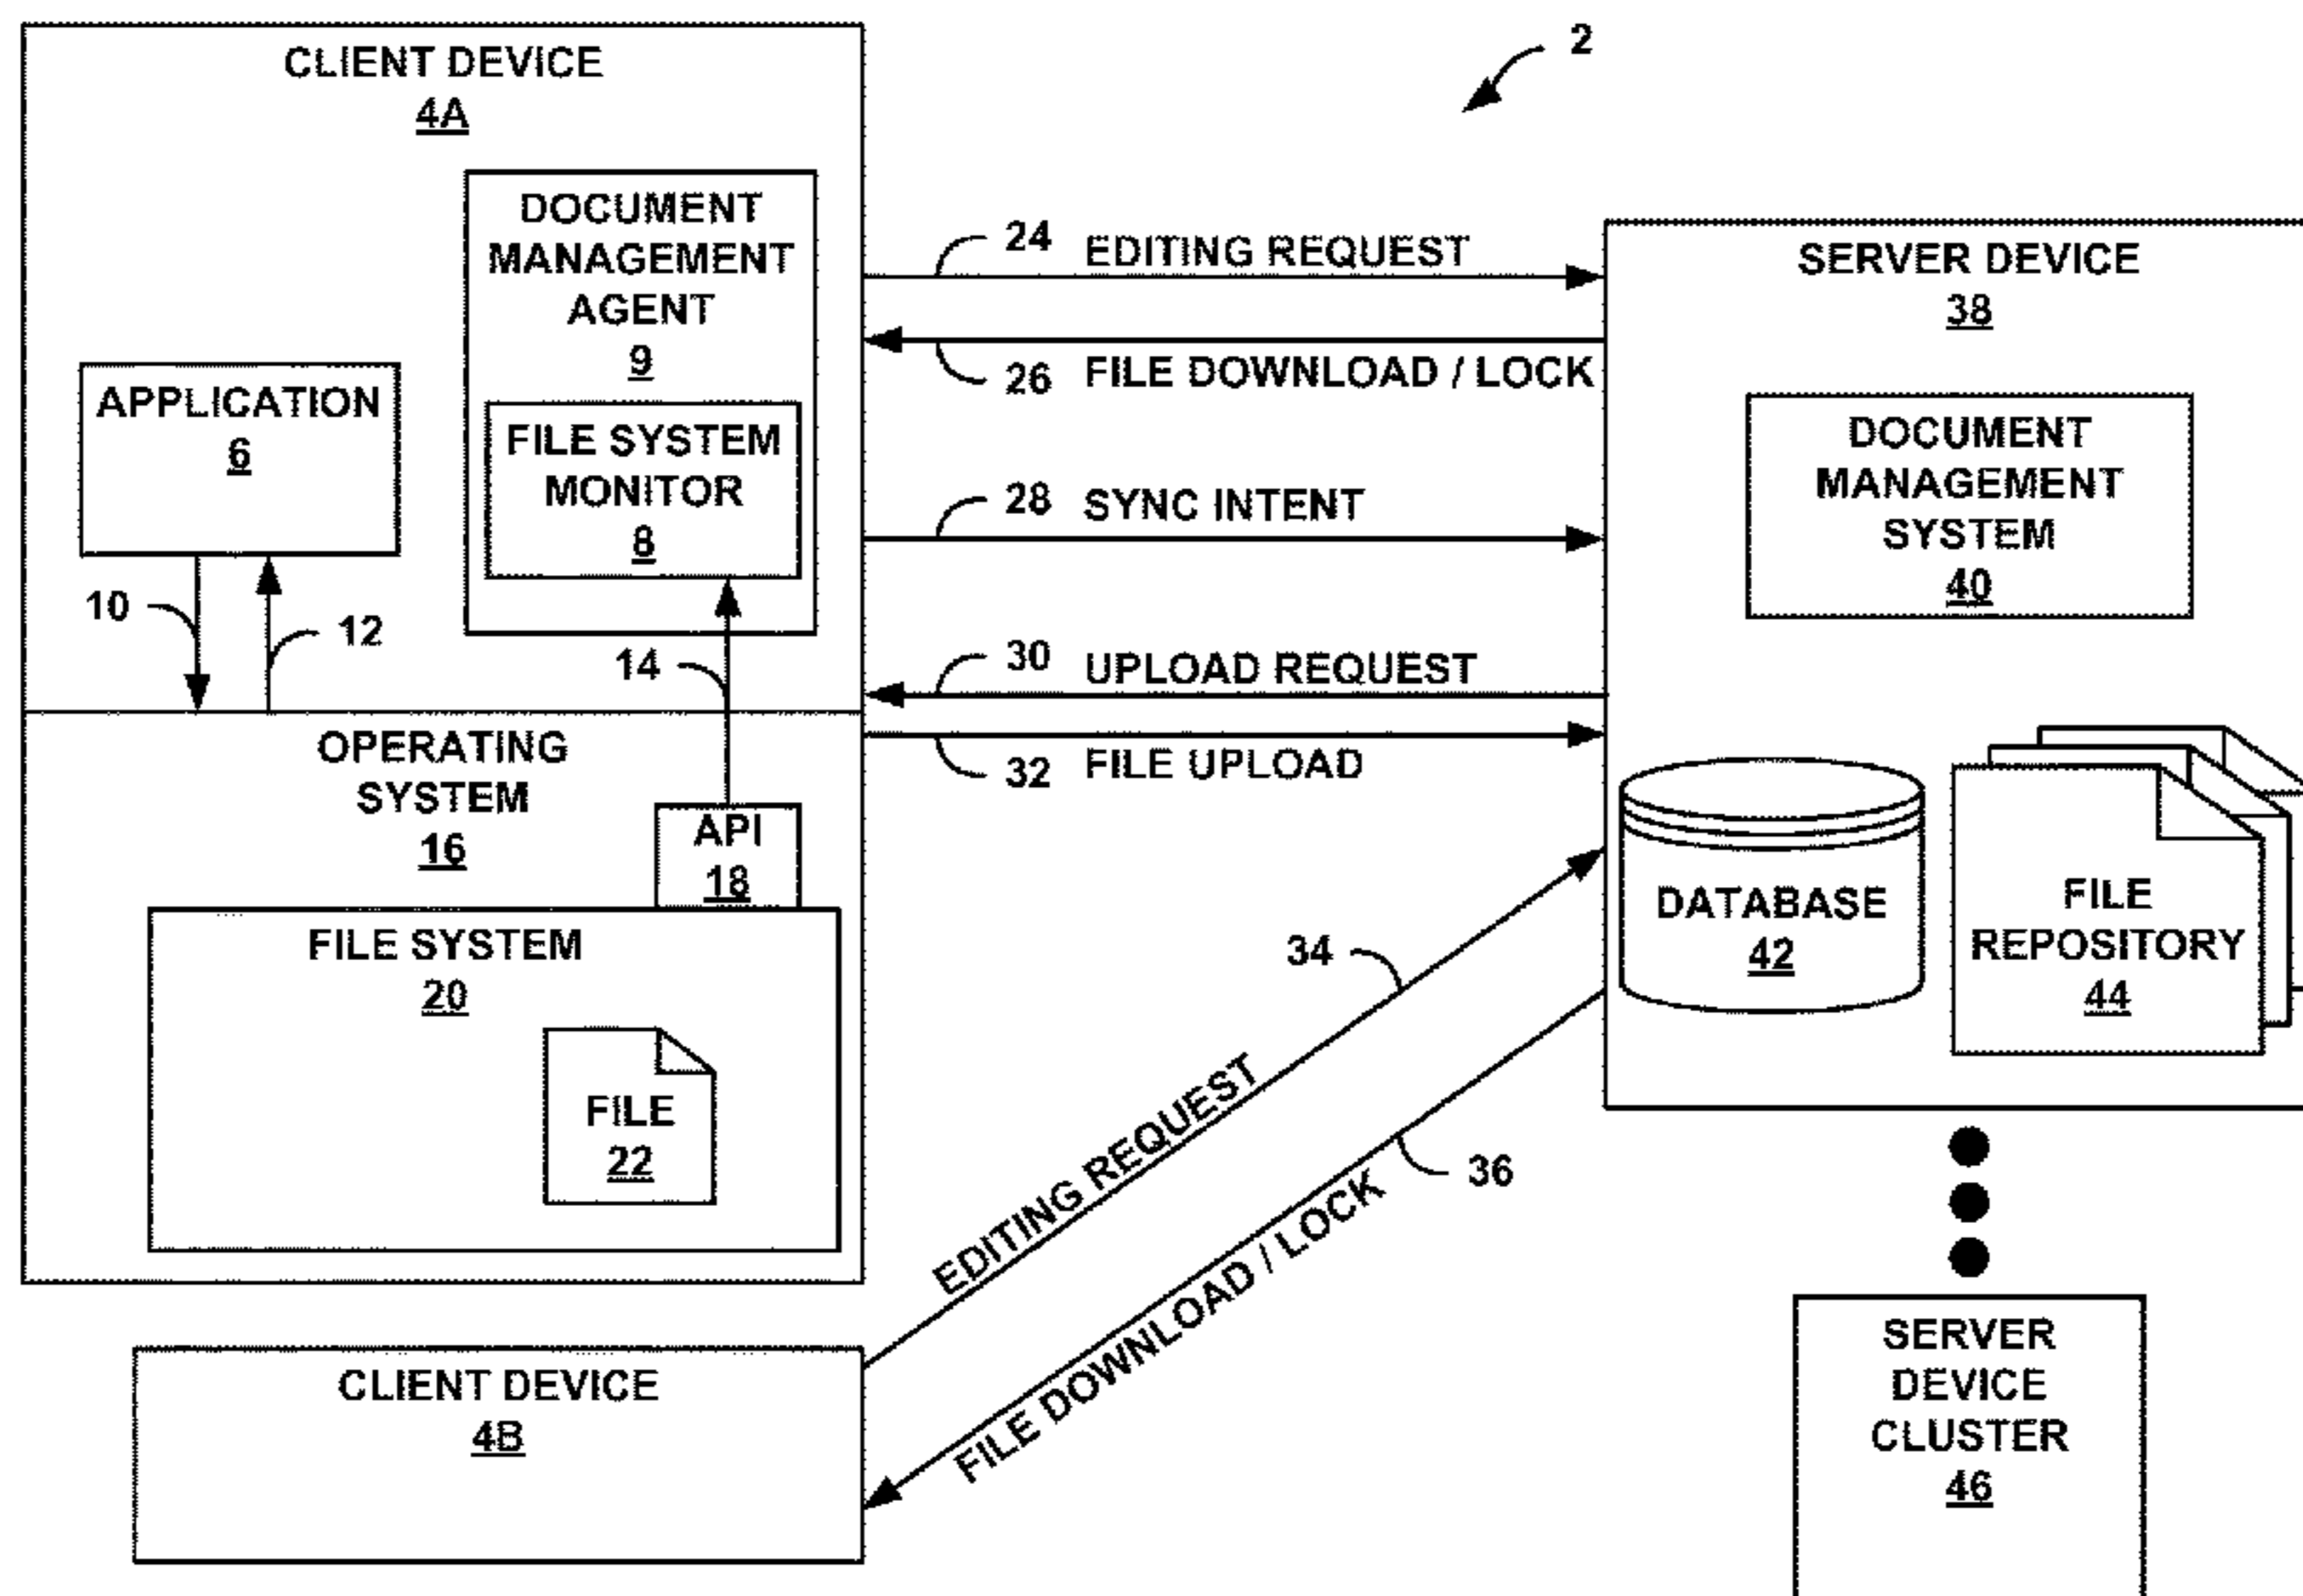 2
CLIENT DEVICE
4A
DOCUMENT
MANAGEMENT
AGENT
9
FILE SYSTEM
MONITOR
8
APPLICATION
6
10
12
14
OPERATING
SYSTEM
16
API
18
FILE SYSTEM
20
FILE
22
24 EDITING REQUEST
26 FILE DOWNLOAD / LOCK
28 SYNC INTENT
30 UPLOAD REQUEST
32 FILE UPLOAD
34
EDITING REQUEST
36
FILE DOWNLOAD / LOCK
SERVER DEVICE
38
DOCUMENT
MANAGEMENT
SYSTEM
40
DATABASE
42
FILE
REPOSITORY
44
CLIENT DEVICE
4B
SERVER
DEVICE
CLUSTER
46